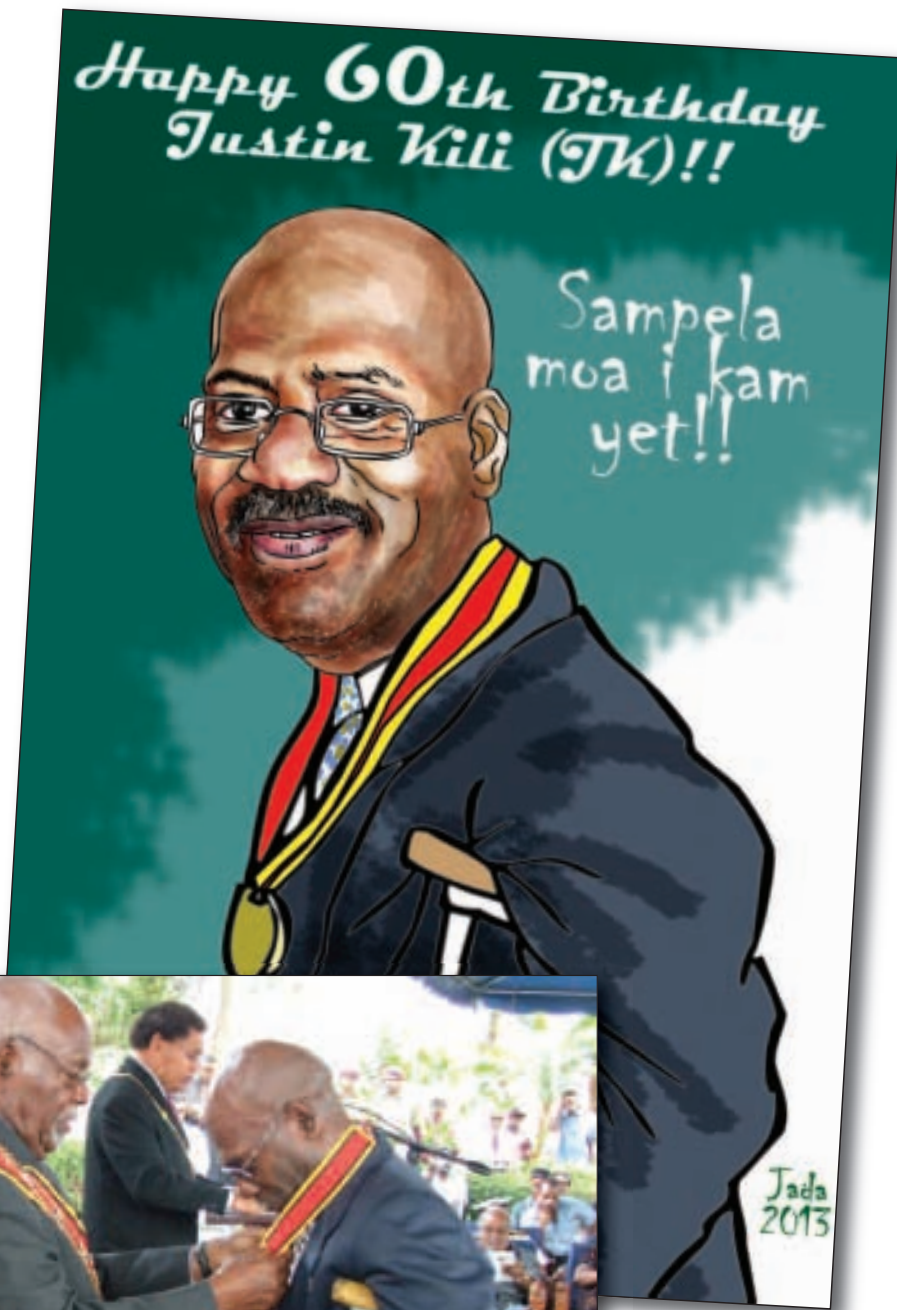 Happy 60th Birthday
Justin Kili (JK)!!
Sampela
moa i kam
yet!!
Jada
2013